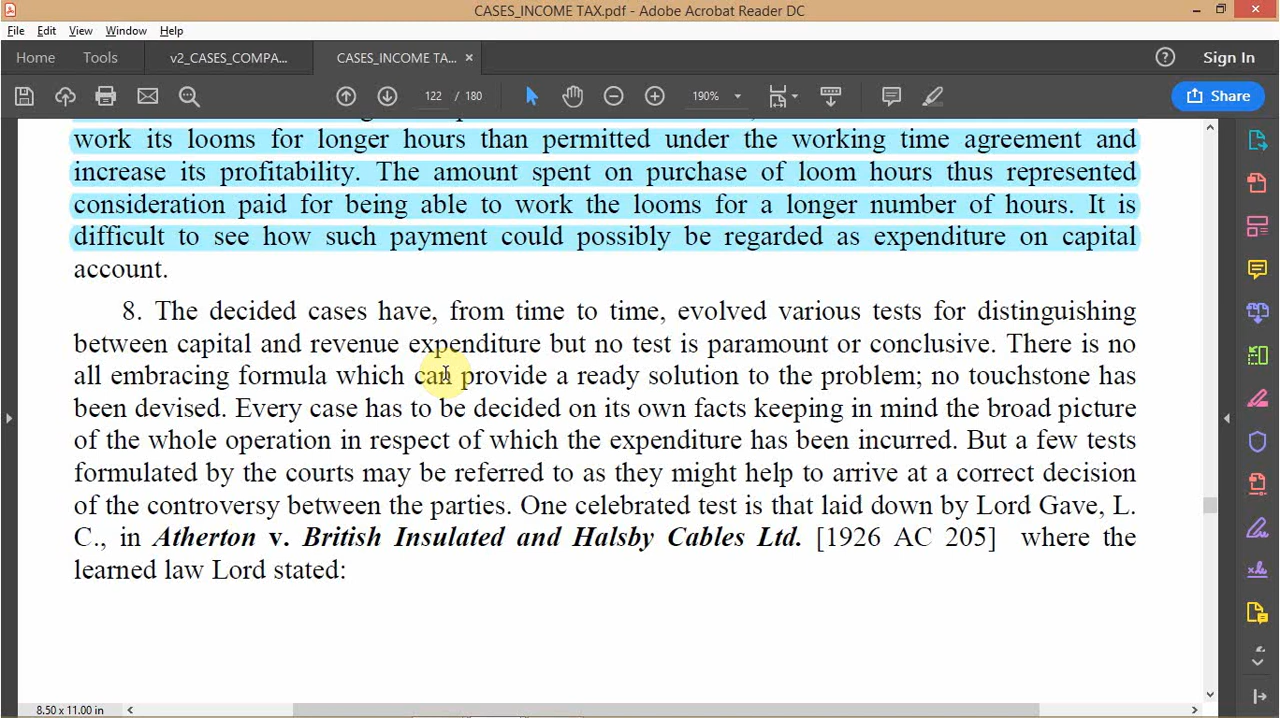 CASES_INCOME TAX.pdf - Adobe Acrobat Reader DC
File Edit View Window Help
Home Tools v2_CASES_COMPA... CASES_INCOME TA... × Sign In
122 / 180 190% Share
work its looms for longer hours than permitted under the working time agreement and
increase its profitability. The amount spent on purchase of loom hours thus represented
consideration paid for being able to work the looms for a longer number of hours. It is
difficult to see how such payment could possibly be regarded as expenditure on capital
account.
8. The decided cases have, from time to time, evolved various tests for distinguishing
between capital and revenue expenditure but no test is paramount or conclusive. There is no
all embracing formula which can provide a ready solution to the problem; no touchstone has
been devised. Every case has to be decided on its own facts keeping in mind the broad picture
of the whole operation in respect of which the expenditure has been incurred. But a few tests
formulated by the courts may be referred to as they might help to arrive at a correct decision
of the controversy between the parties. One celebrated test is that laid down by Lord Gave, L.
C., in Atherton v. British Insulated and Halsby Cables Ltd. [1926 AC 205] where the
learned law Lord stated:
8.50 x 11.00 in